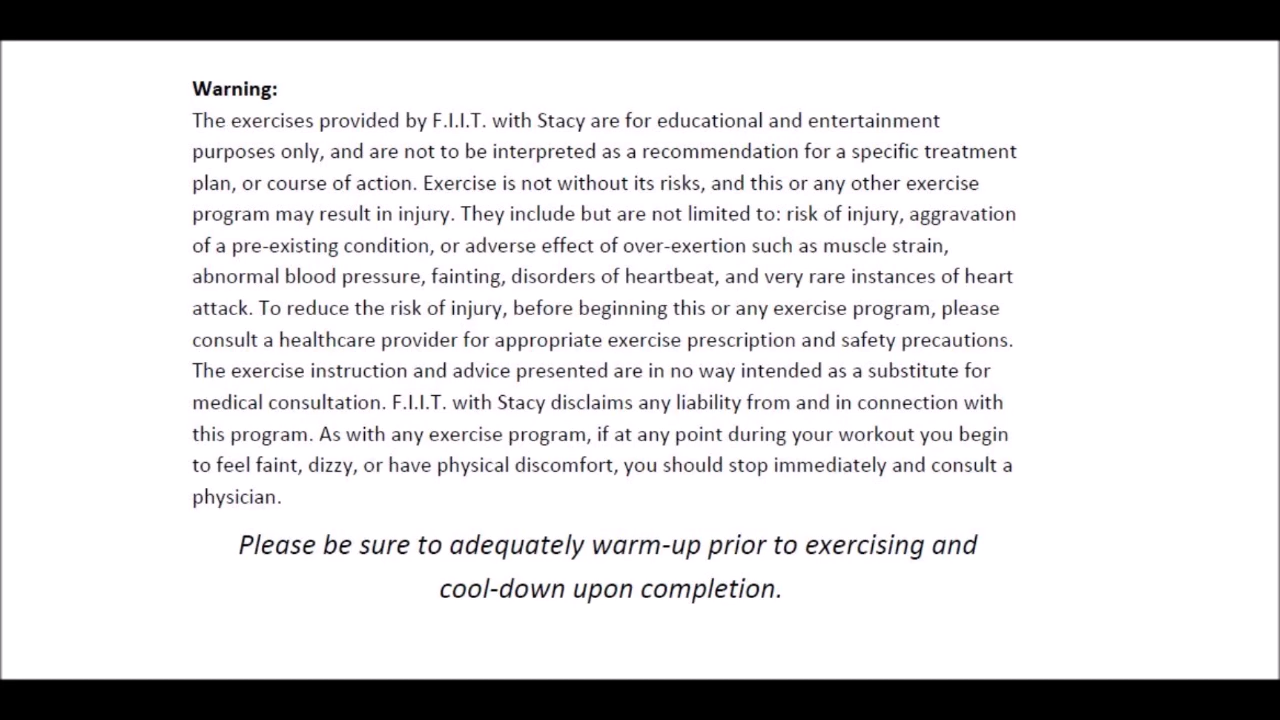 Warning:
The exercises provided by F.I.I.T. with Stacy are for educational and entertainment
purposes only, and are not to be interpreted as a recommendation for a specific treatment
plan, or course of action. Exercise is not without its risks, and this or any other exercise
program may result in injury. They include but are not limited to: risk of injury, aggravation
of a pre-existing condition, or adverse effect of over-exertion such as muscle strain,
abnormal blood pressure, fainting, disorders of heartbeat, and very rare instances of heart
attack. To reduce the risk of injury, before beginning this or any exercise program, please
consult a healthcare provider for appropriate exercise prescription and safety precautions.
The exercise instruction and advice presented are in no way intended as a substitute for
medical consultation. F.I.I.T. with Stacy disclaims any liability from and in connection with
this program. As with any exercise program, if at any point during your workout you begin
to feel faint, dizzy, or have physical discomfort, you should stop immediately and consult a
physician.
Please be sure to adequately warm-up prior to exercising and
cool-down upon completion.